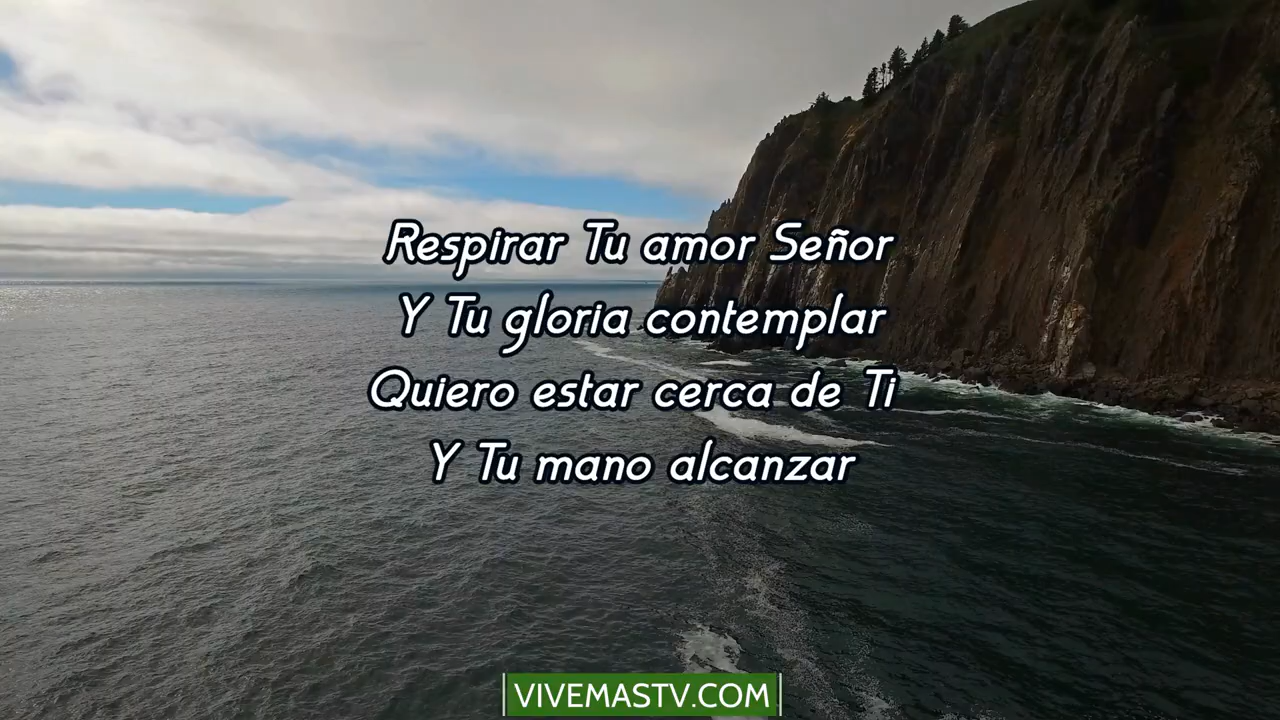 Respirar Tu amor Señor
Y Tu gloria contemplar
Quiero estar cerca de Ti
Y Tu mano alcanzar
VIVEMASTV.COM